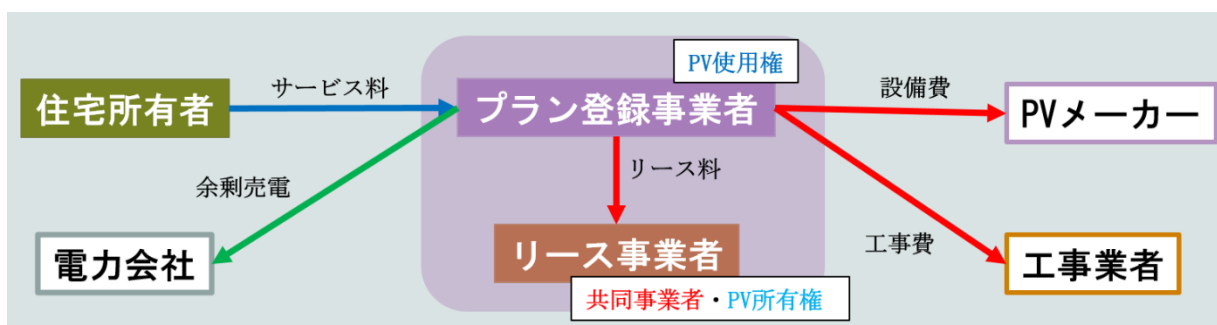 PV使用権
住宅所有者
サービス料
プラン登録事業者
設備費
PVメーカー
リース料
余剰売電
電力会社
リース事業者
工事費
工事業者
共同事業者・PV所有権